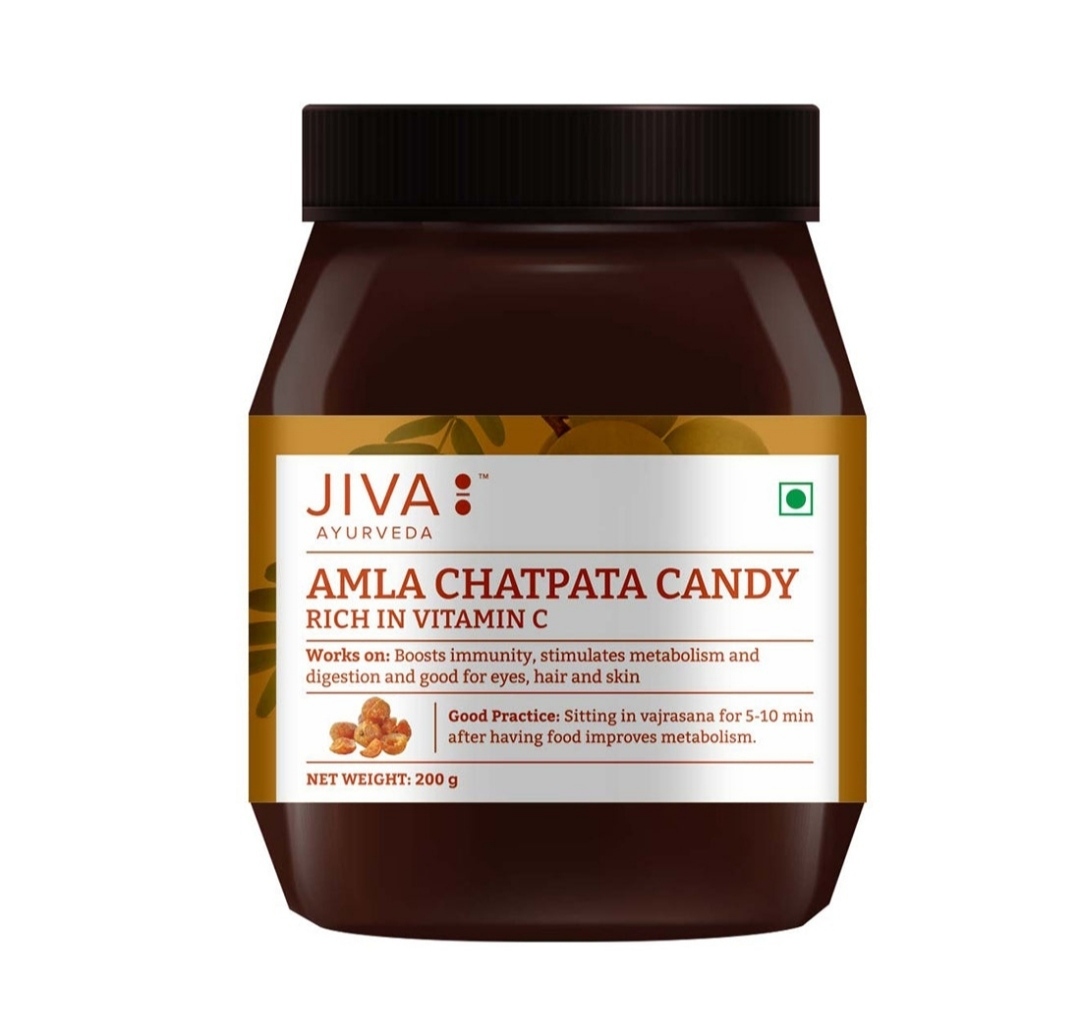 JIVA ™
AYURVEDA
AMLA CHATPATA CANDY
RICH IN VITAMIN C
Works on: Boosts immunity, stimulates metabolism and
digestion and good for eyes, hair and skin
Good Practice: Sitting in vajrasana for 5-10 min
after having food improves metabolism.
NET WEIGHT: 200 g